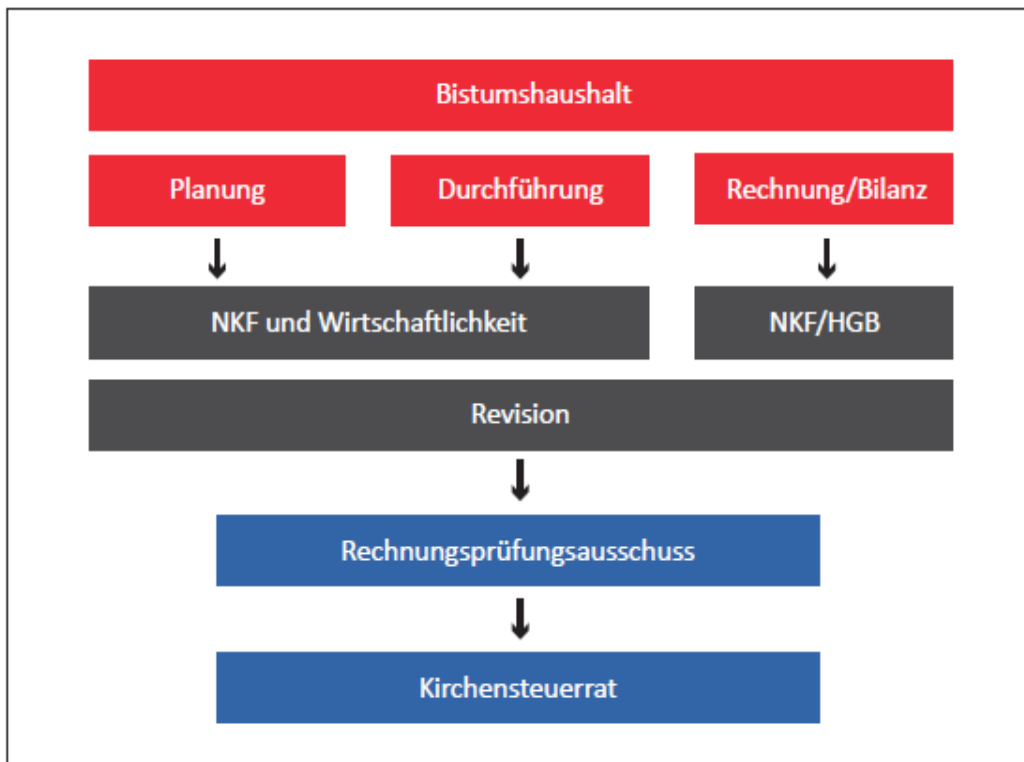 Bistumshaushalt
Planung
Durchführung
Rechnung/Bilanz
NKF und Wirtschaftlichkeit
NKF/HGB
Revision
Rechnungsprüfungsausschuss
Kirchensteuerrat